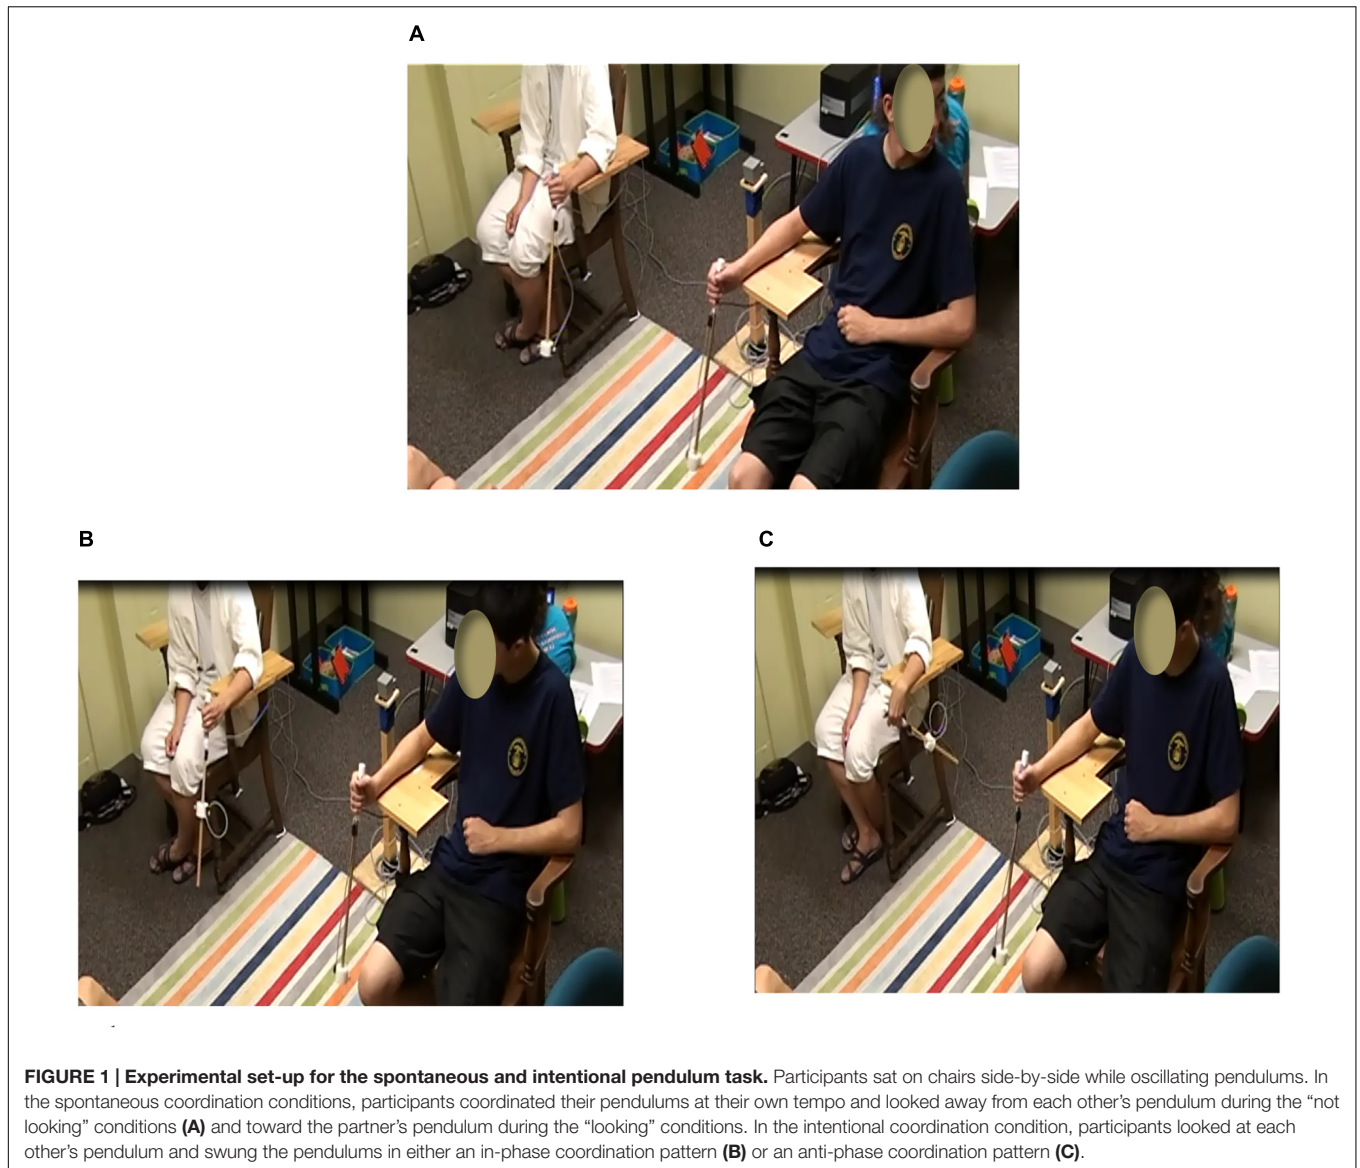 A
B
C
FIGURE 1 | Experimental set-up for the spontaneous and intentional pendulum task. Participants sat on chairs side-by-side while oscillating pendulums. In
the spontaneous coordination conditions, participants coordinated their pendulums at their own tempo and looked away from each other’s pendulum during the “not
looking” conditions (A) and toward the partner’s pendulum during the “looking” conditions. In the intentional coordination condition, participants looked at each
other’s pendulum and swung the pendulums in either an in-phase coordination pattern (B) or an anti-phase coordination pattern (C).